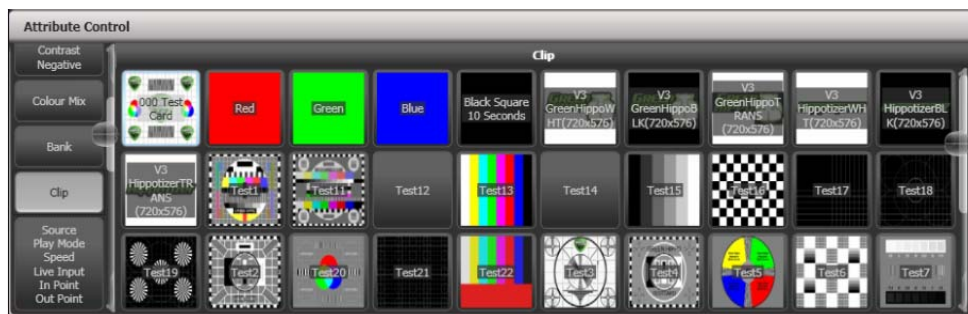 Attribute Control
Contrast
Negative
Colour Mix
Bank
Clip
Source
Play Mode
Speed
Live Input
In Point
Out Point
Clip
000 Test
Card
Red
Green
Blue
Black Square
10 Seconds
V3
GreenHippoW
HT(720x576)
V3
GreenHippoB
LK(720x576)
V3
GreenHippoT
RANS
(720x576)
V3
HippotizerWH
T(720x576)
V3
HippotizerBL
K(720x576)
V3
HippotizerTR
ANS
(720x576)
Test1
Test11
Test12
Test13
Test14
Test15
Test16
Test17
Test18
Test19
Test2
Test20
Test21
Test22
Test3
Test4
Test5
Test6
Test7